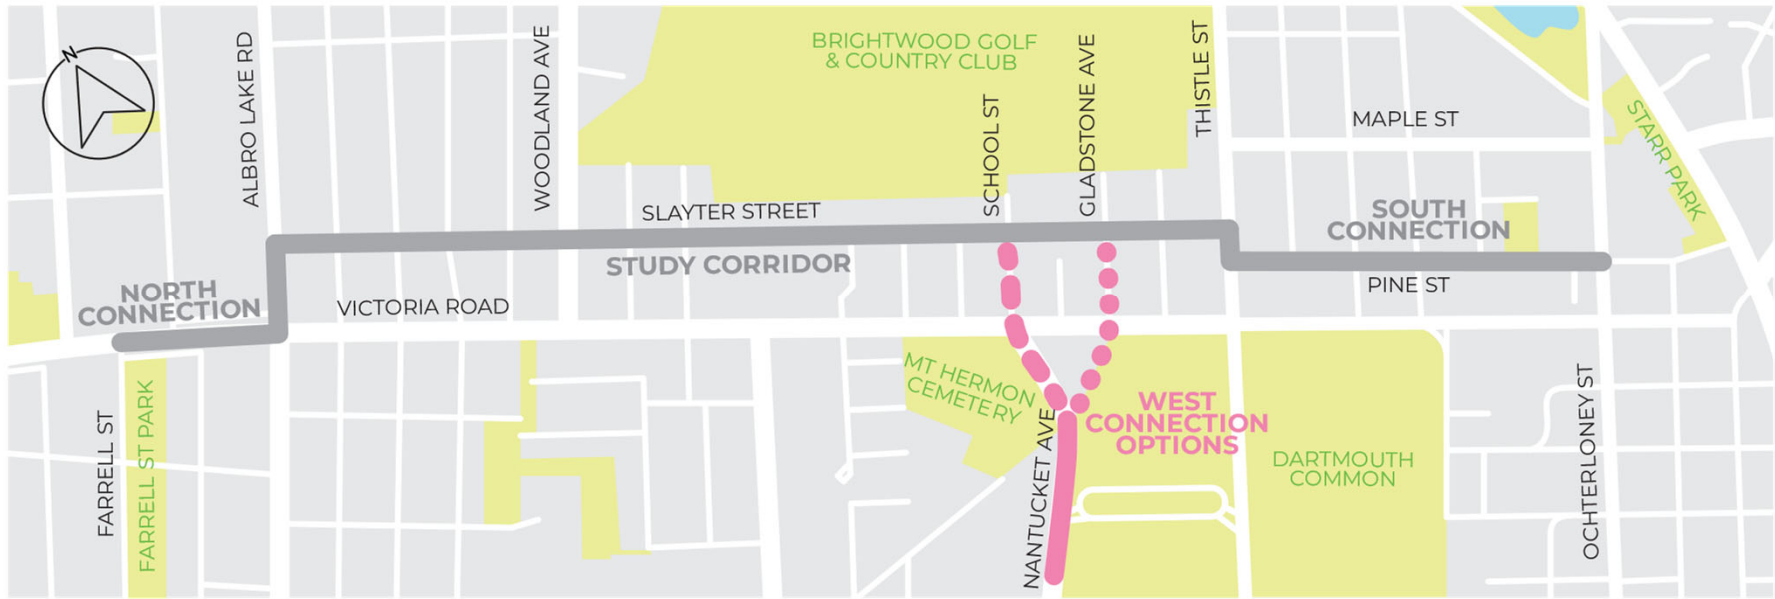 N
ALBRO LAKE RD
WOODLAND AVE
BRIGHTWOOD GOLF
& COUNTRY CLUB
SCHOOL ST
GLADSTONE AVE
THISTLE ST
MAPLE ST
STARR PARK
SLAYTER STREET
SOUTH
CONNECTION
STUDY CORRIDOR
NORTH
CONNECTION
VICTORIA ROAD
PINE ST
FARRELL ST
FARRELL ST PARK
MT HERMON
CEMETERY
NANTUCKET AVE
WEST
CONNECTION
OPTIONS
DARTMOUTH
COMMON
OCHTERLONEY ST